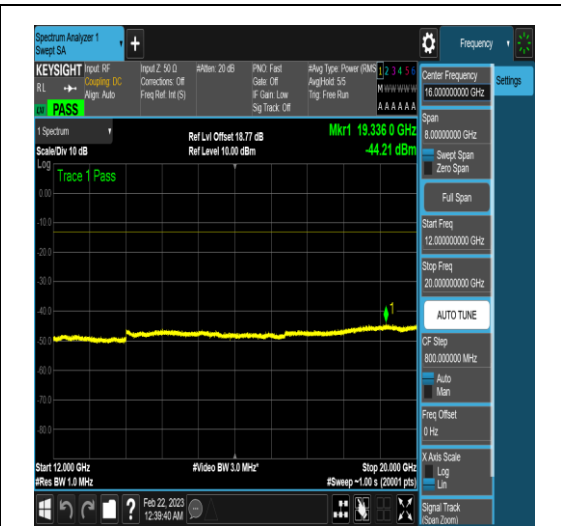 Spectrum Analyzer 1
Swept SA
Frequency
KEYSIGHT
RL
PASS
Input: RF
Coupling: DC
Align: Auto
Input Z: 50 Ω
Corrections: Off
Freq Ref: Int (S)
#Atten: 20 dB
PNO: Fast
Gate: Off
IF Gain: Low
Sig Track: Off
#Avg Type: Power (RMS
Avg|Hold: 5/5
Trig: Free Run
1 2 3 4 5 6
M W W W W W
A A A A A A
1 Spectrum
Scale/Div 10 dB
Ref Lvl Offset 18.77 dB
Ref Level 10.00 dBm
Mkr1 19.336 0 GHz
-44.21 dBm
Log
Trace 1 Pass
0.00
-10.0
-20.0
-30.0
-40.0
-50.0
-60.0
-70.0
-80.0
1
Start 12.000 GHz
#Res BW 1.0 MHz
#Video BW 3.0 MHz*
Stop 20.000 GHz
#Sweep ~1.00 s (20001 pts)
Feb 22, 2023
12:39:40 AM
Center Frequency
16.000000000 GHz
Settings
Span
8.00000000 GHz
Swept Span
Zero Span
Full Span
Start Freq
12.000000000 GHz
Stop Freq
20.000000000 GHz
AUTO TUNE
CF Step
800.000000 MHz
Auto
Man
Freq Offset
0 Hz
X Axis Scale
Log
Lin
Signal Track
(Span Zoom)